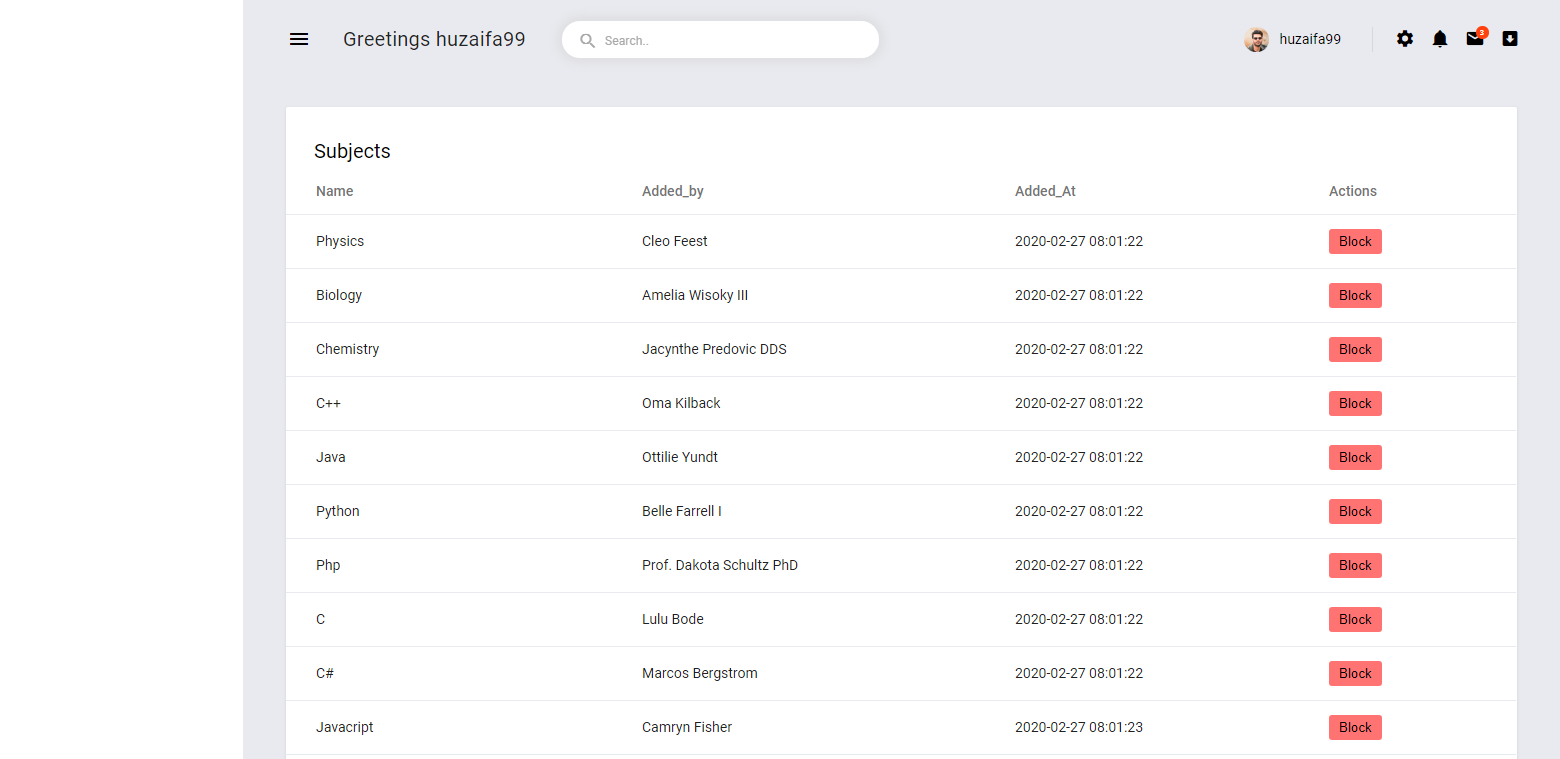 Greetings huzaifa99 Search.. huzaifa99 3
Subjects
Name Added_by Added_At Actions
Physics Cleo Feest 2020-02-27 08:01:22 Block
Biology Amelia Wisoky III 2020-02-27 08:01:22 Block
Chemistry Jacynthe Predovic DDS 2020-02-27 08:01:22 Block
C++ Oma Kilback 2020-02-27 08:01:22 Block
Java Ottilie Yundt 2020-02-27 08:01:22 Block
Python Belle Farrell I 2020-02-27 08:01:22 Block
Php Prof. Dakota Schultz PhD 2020-02-27 08:01:22 Block
C Lulu Bode 2020-02-27 08:01:22 Block
C# Marcos Bergstrom 2020-02-27 08:01:22 Block
Javacript Camryn Fisher 2020-02-27 08:01:23 Block